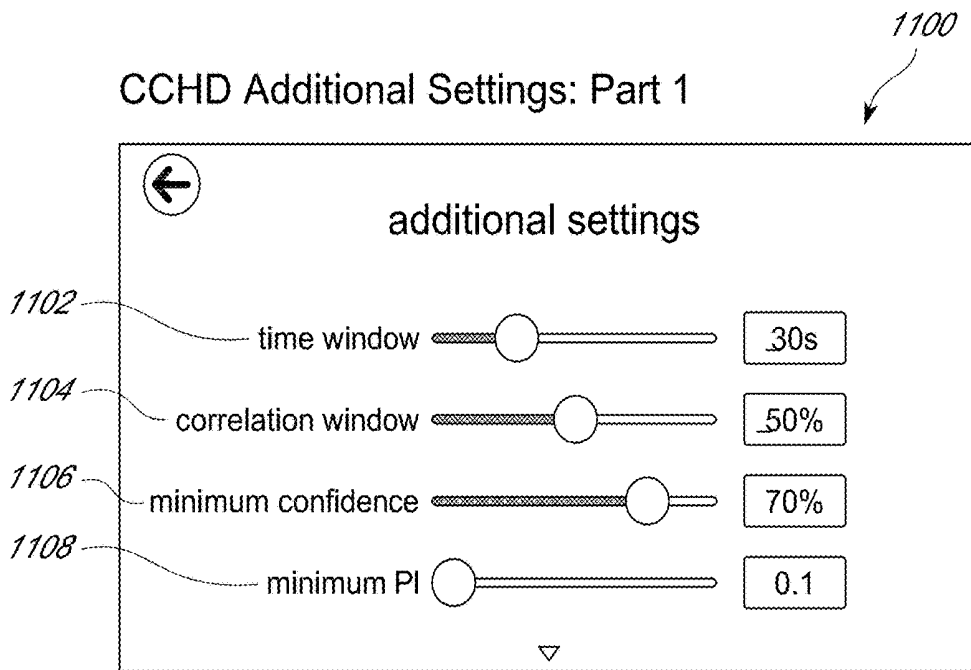 1100
CCHD Additional Settings: Part 1
additional settings
1102
time window 30s
1104
correlation window 50%
1106
minimum confidence 70%
1108
minimum PI 0.1